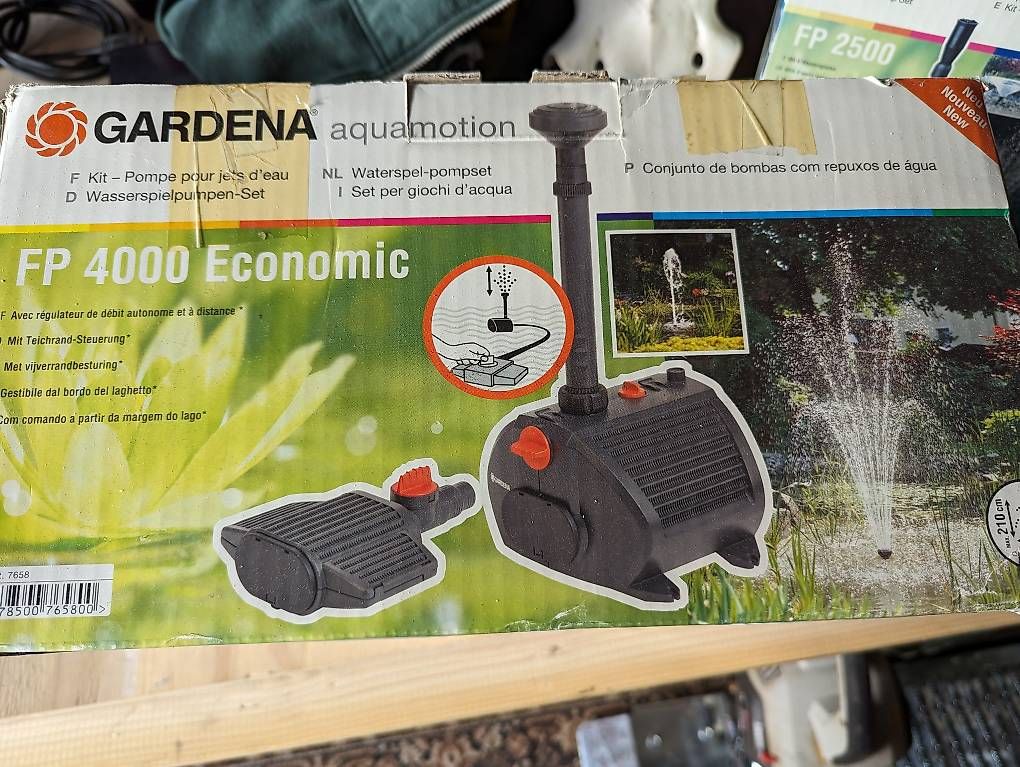 FP 2500
GARDENA® aquamotion
Neu
Nouveau
New
F Kit – Pompe pour jets d'eau
D Wasserspielpumpen-Set
NL Waterspel-pompset
I Set per giochi d'acqua
P Conjunto de bombas com repuxos de água
FP 4000 Economic
F Avec régulateur de débit autonome et à distance *
Mit Teichrand-Steuerung*
Met vijverrandbesturing*
Gestibile dal bordo del laghetto*
Com comando a partir da margem do lago*
GARDENA
210 cm
7658
78500 765800 >